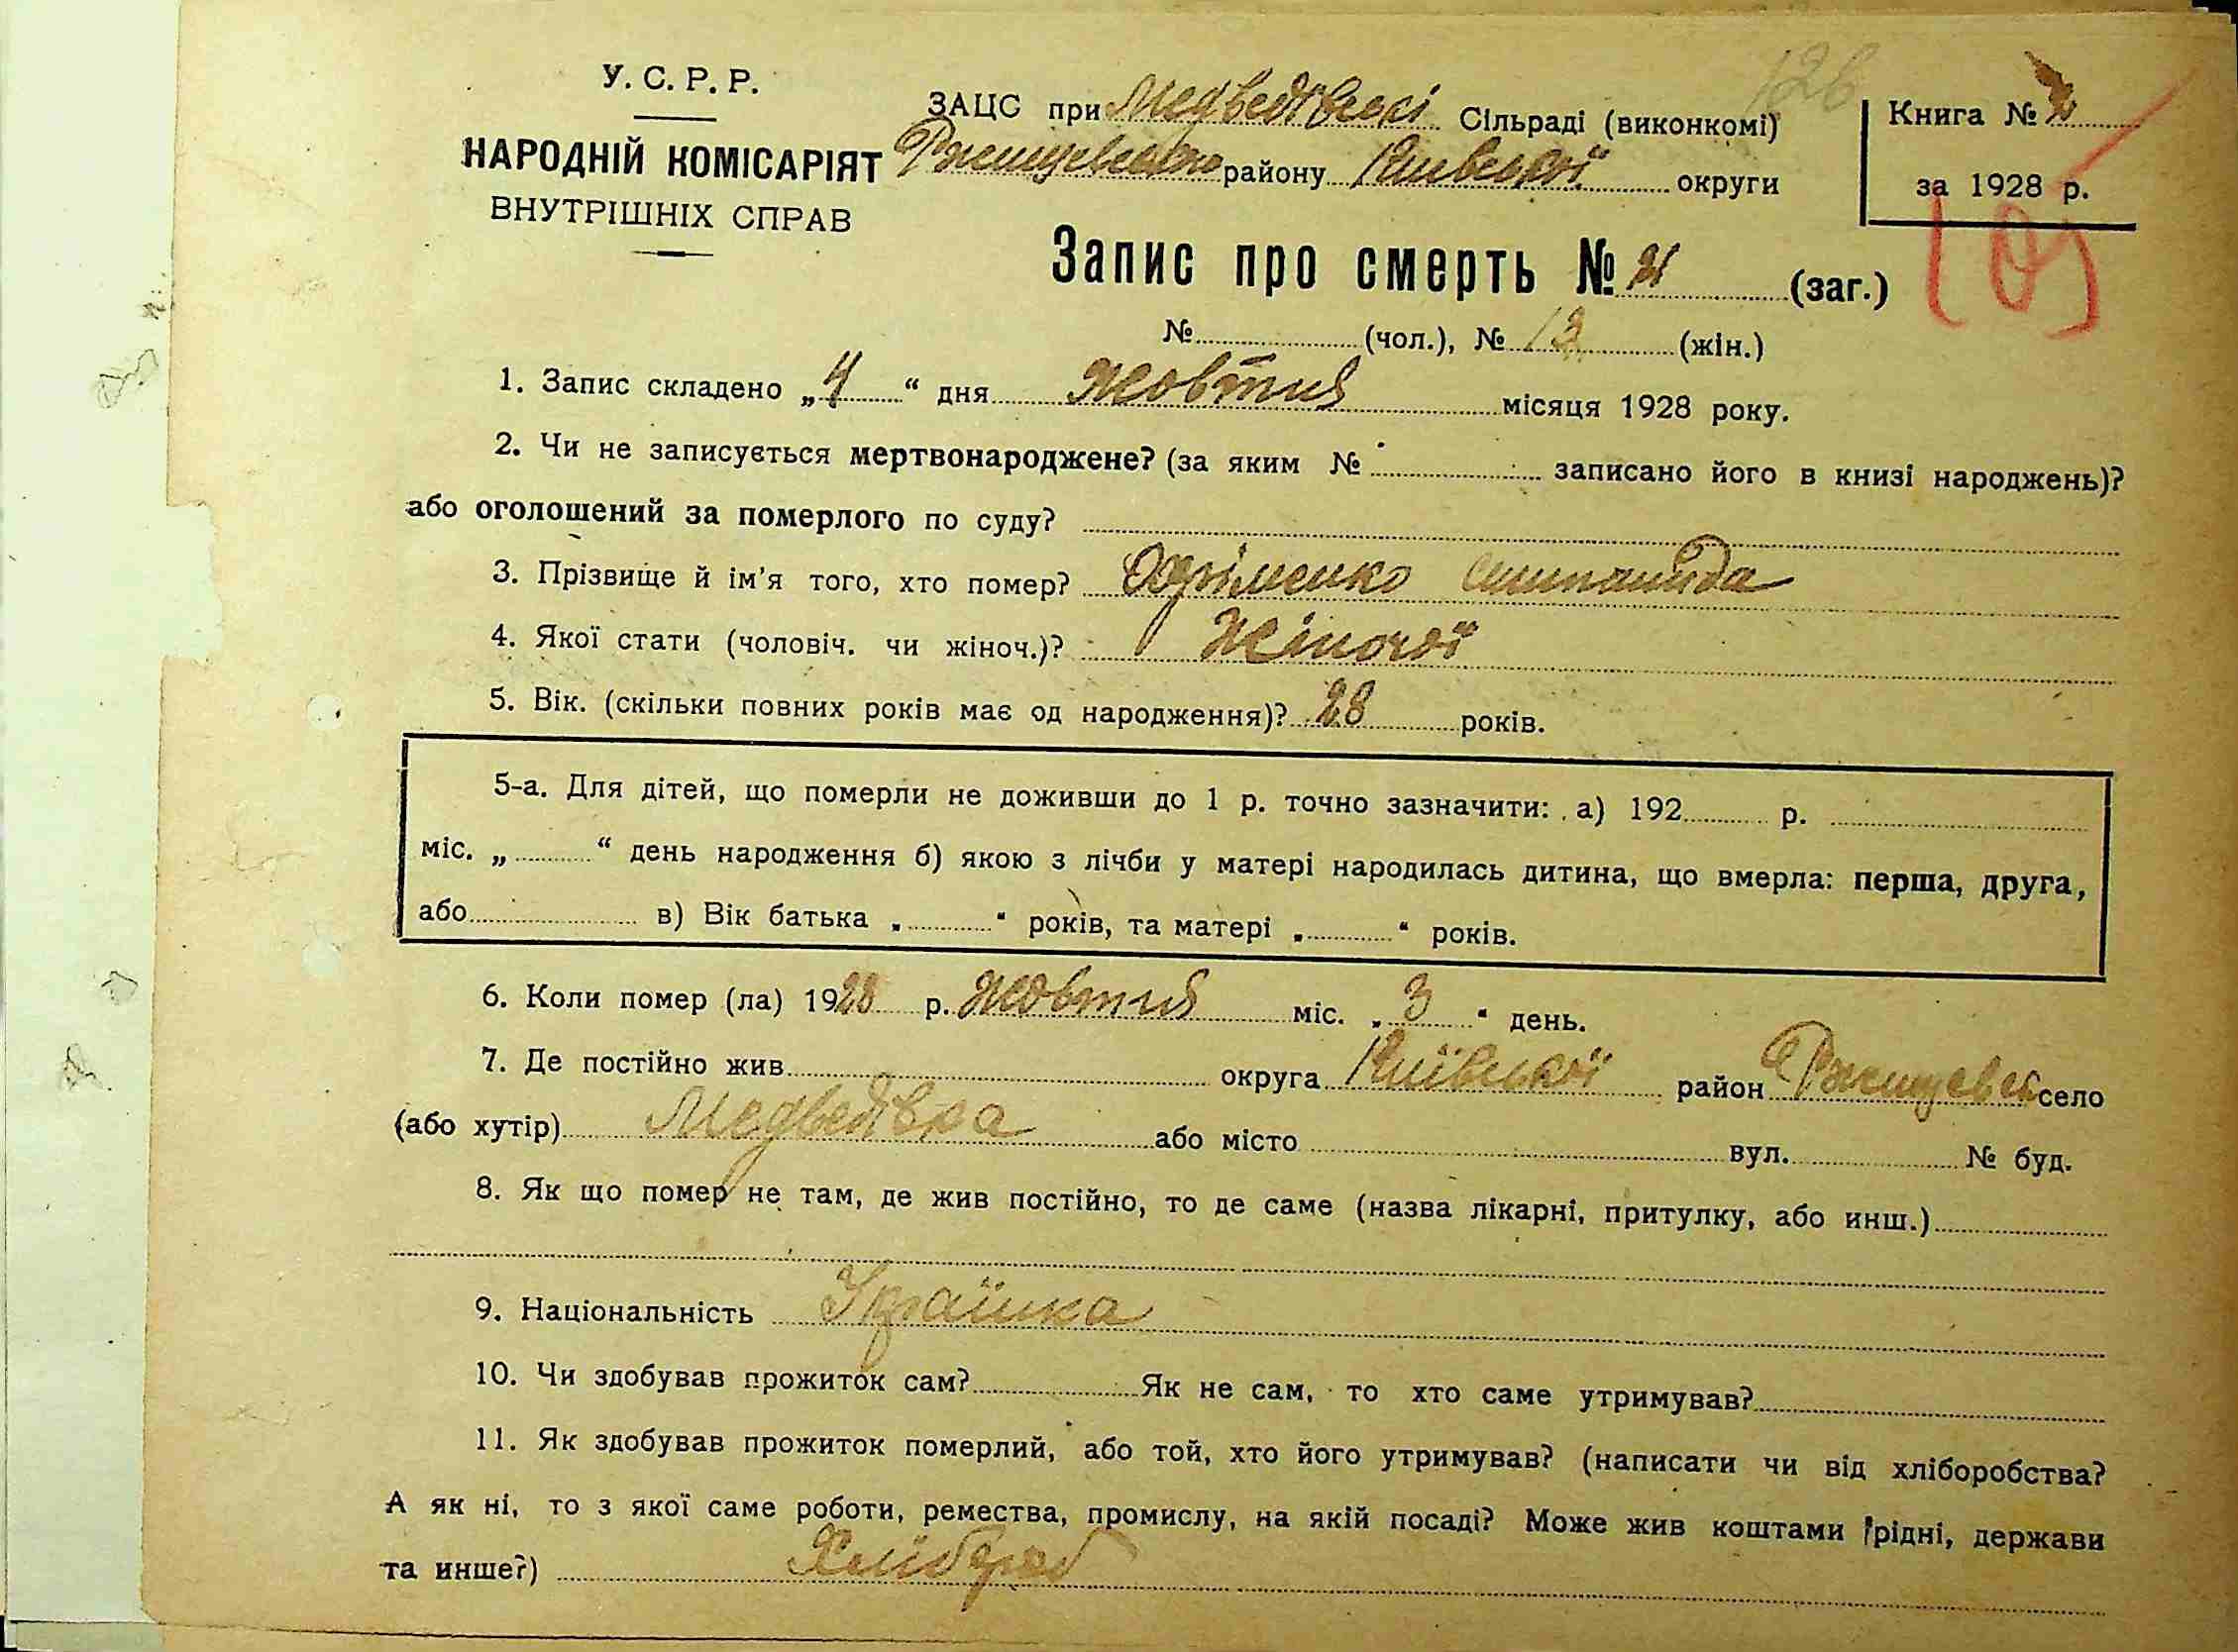 У. С. Р. Р.
НАРОДНІЙ КОМІСАРІЯТ
ВНУТРІШНІХ СПРАВ
126
ЗАЦС при Медведівскі Сільраді (виконкомі)
району Київської округи
Книга №
за 1928 р.
105
Запис про смерть № 21 (заг.)
№ (чол.), № 13 (жін.)
1. Запис складено „4“ дня жовтня місяця 1928 року.
2. Чи не записується мертвонароджене? (за яким № записано його в книзі народжень)?
або оголошений за померлого по суду?
3. Прізвище й ім'я того, хто помер? Охріменко
4. Якої стати (чоловіч. чи жіноч.)? Жіночої
5. Вік. (скільки повних років має од народження)? 28 років.
5-а. Для дітей, що померли не доживши до 1 р. точно зазначити: а) 192 р.
міс. „ “ день народження б) якою з лічби у матері народилась дитина, що вмерла: перша, друга,
або в) Вік батька „ “ років, та матері „ “ років.
6. Коли помер (ла) 1928 р. жовтня міс. „3“ день.
7. Де постійно жив округа Київської район село
(або хутір) Медведівка або місто вул. № буд.
8. Як що помер не там, де жив постійно, то де саме (назва лікарні, притулку, або инш.)
9. Національність Українка
10. Чи здобував прожиток сам? Як не сам, то хто саме утримував?
11. Як здобував прожиток померлий, або той, хто його утримував? (написати чи від хліборобства?
А як ні, то з якої саме роботи, ремества, промислу, на якій посаді? Може жив коштами рідні, держави
та инше?) Хлібороб